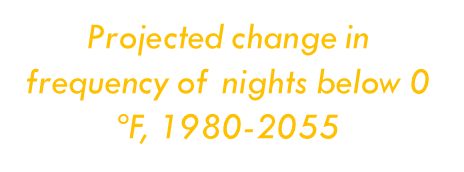 Projected change in
frequency of nights below 0
°F, 1980-2055